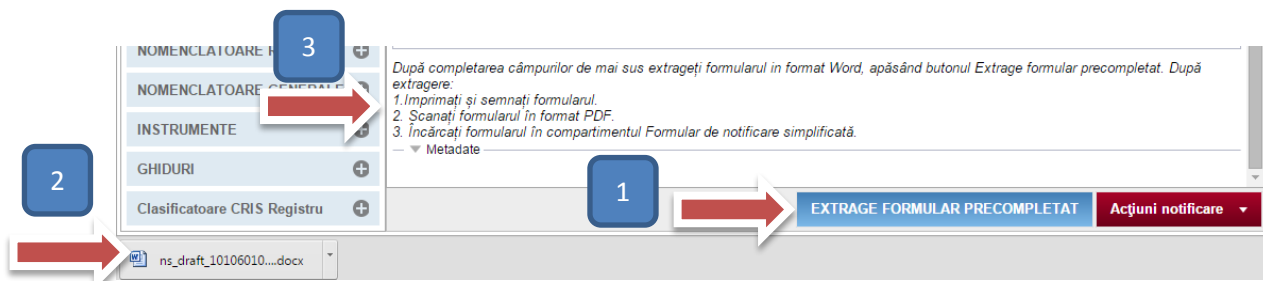 3
NOMENCLATOARE
După completarea câmpurilor de mai sus extrageți formularul in format Word, apăsând butonul Extrage formular precompletat. După
extragere:
NOMENCLATOARE GENERALE
1.Imprimați și semnați formularul.
2. Scanați formularul în format PDF.
INSTRUMENTE
3. Încărcați formularul în compartimentul Formular de notificare simplificată.
Metadate
GHIDURI
2
1
Clasificatoare CRIS Registru
EXTRAGE FORMULAR PRECOMPLETAT
Acţiuni notificare
ns_draft_10106010....docx